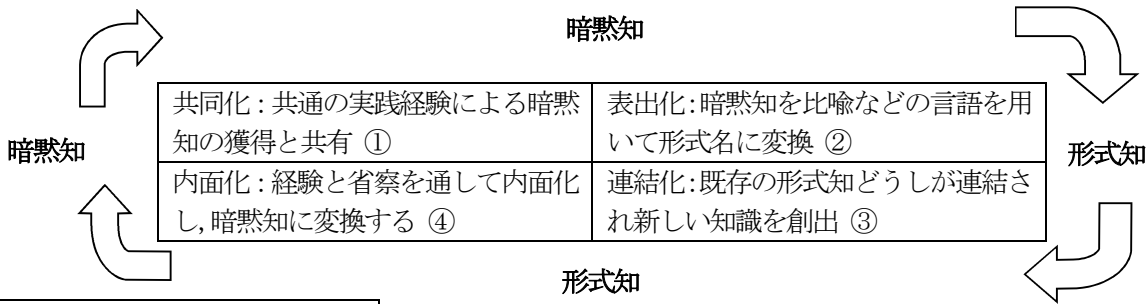 暗黙知
共同化:共通の実践経験による暗黙
知の獲得と共有 ①
表出化:暗黙知を比喩などの言語を用
いて形式名に変換 ②
暗黙知
形式知
内面化:経験と省察を通して内面化
し,暗黙知に変換する ④
連結化:既存の形式知どうしが連結さ
れ新しい知識を創出 ③
形式知